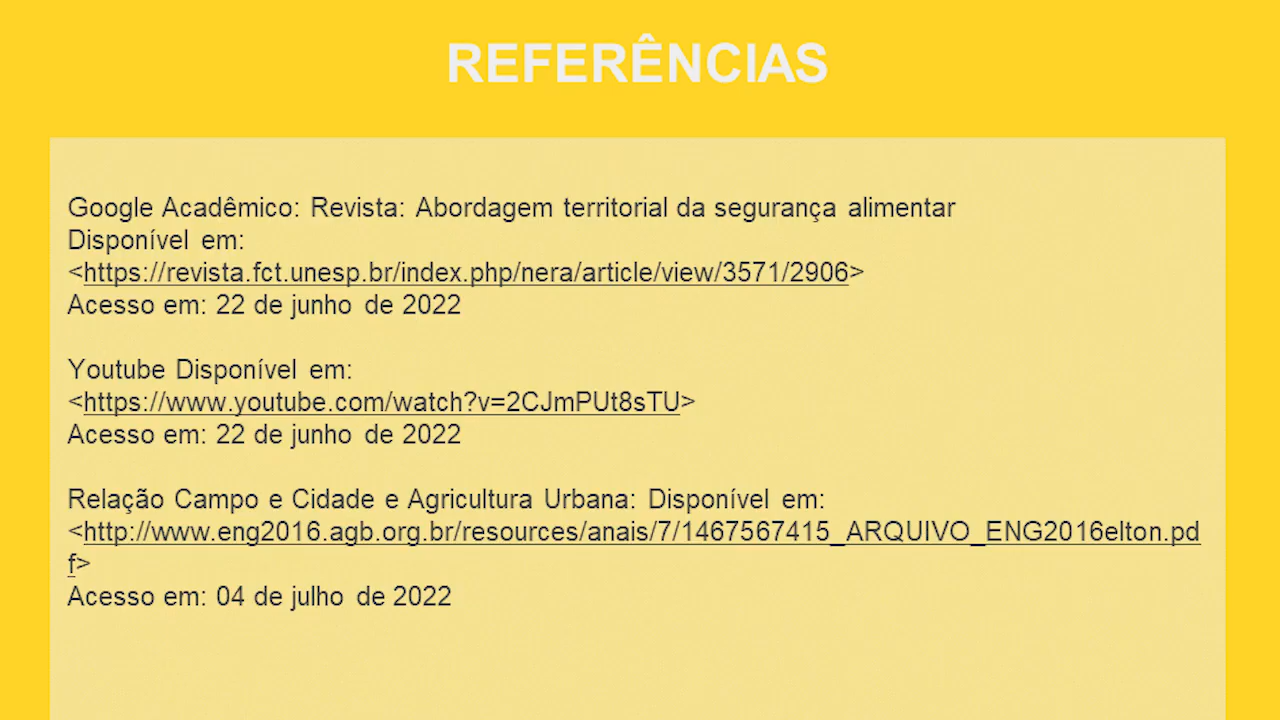 REFERÊNCIAS
Google Acadêmico: Revista: Abordagem territorial da segurança alimentar
Disponível em:
<https://revista.fct.unesp.br/index.php/nera/article/view/3571/2906>
Acesso em: 22 de junho de 2022
Youtube Disponível em:
<https://www.youtube.com/watch?v=2CJmPUt8sTU>
Acesso em: 22 de junho de 2022
Relação Campo e Cidade e Agricultura Urbana: Disponível em:
<http://www.eng2016.agb.org.br/resources/anais/7/1467567415_ARQUIVO_ENG2016elton.pd
f>
Acesso em: 04 de julho de 2022